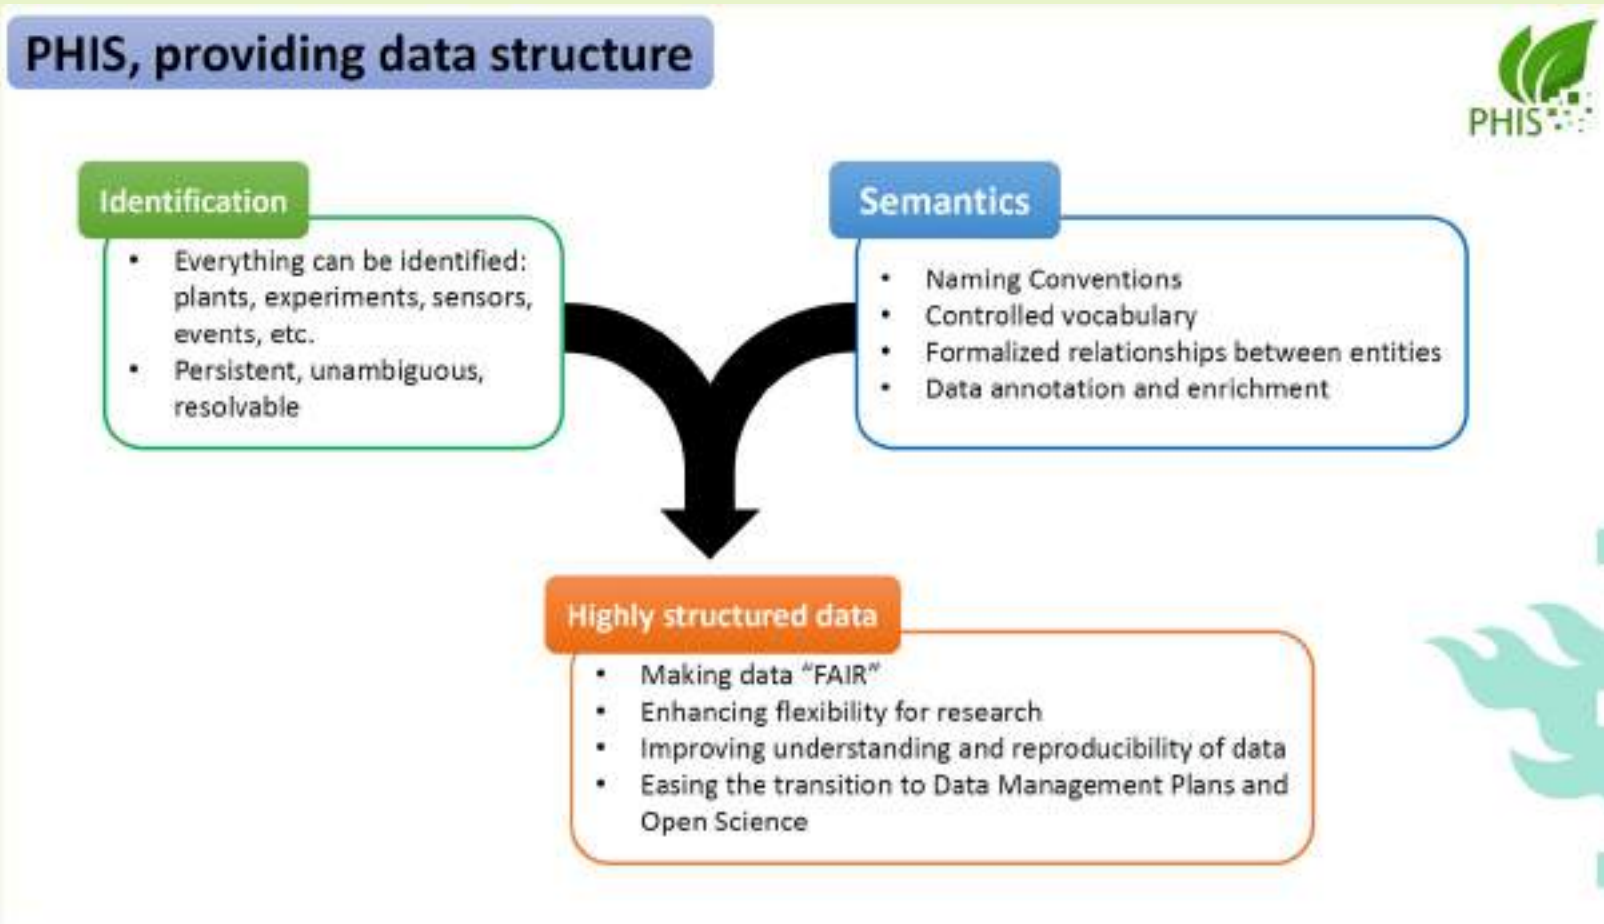 PHIS, providing data structure
PHIS
Identification
• Everything can be identified:
plants, experiments, sensors,
events, etc.
• Persistent, unambiguous,
resolvable
Semantics
• Naming Conventions
• Controlled vocabulary
• Formalized relationships between entities
• Data annotation and enrichment
Highly structured data
• Making data “FAIR”
• Enhancing flexibility for research
• Improving understanding and reproducibility of data
• Easing the transition to Data Management Plans and
Open Science